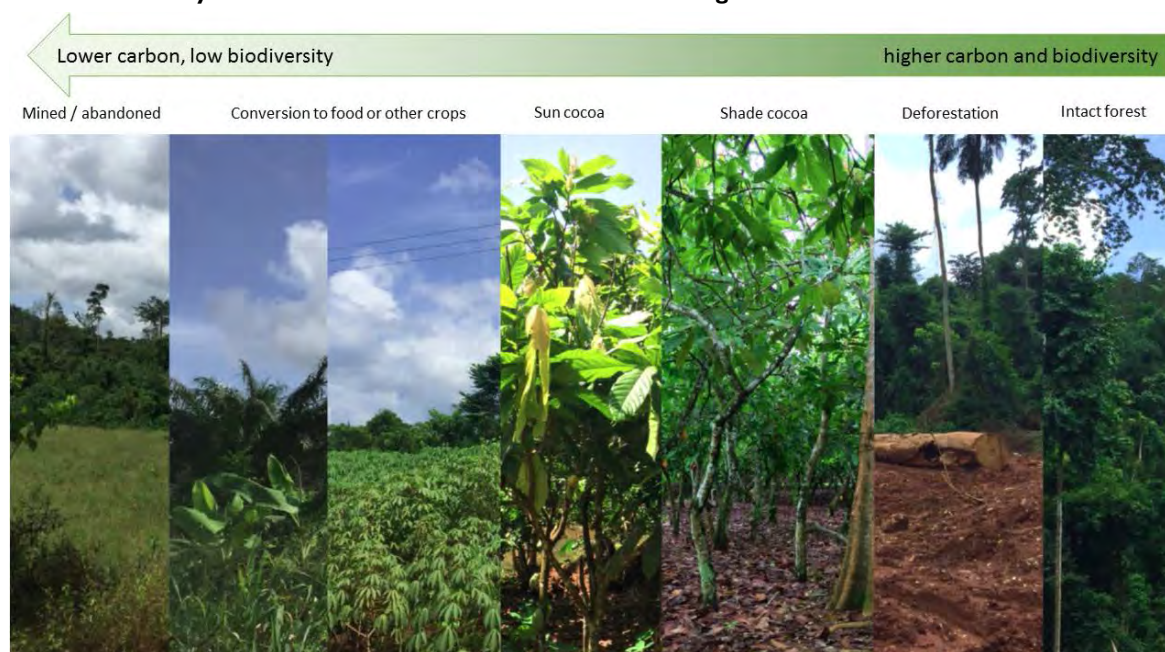 Lower carbon, low biodiversity
higher carbon and biodiversity
Mined / abandoned
Conversion to food or other crops
Sun cocoa
Shade cocoa
Deforestation
Intact forest